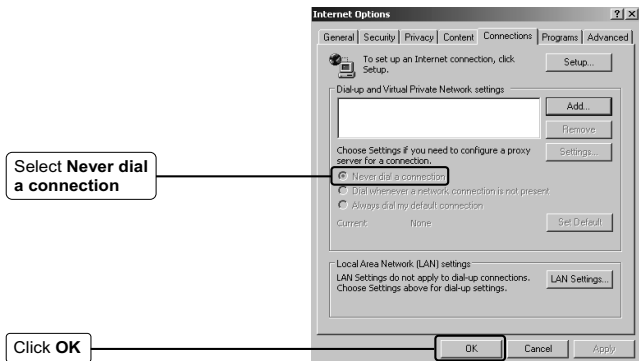 Internet Options
General Security Privacy Content Connections Programs Advanced
To set up an Internet connection, click
Setup.
Setup...
Dial-up and Virtual Private Network settings
Add...
Remove
Choose Settings if you need to configure a proxy
server for a connection.
Settings...
Select Never dial
a connection
Never dial a connection
Dial whenever a network connection is not present
Always dial my default connection
Current None
Set Default
Local Area Network (LAN) settings
LAN Settings do not apply to dial-up connections.
Choose Settings above for dial-up settings.
LAN Settings...
Click OK
OK Cancel Apply